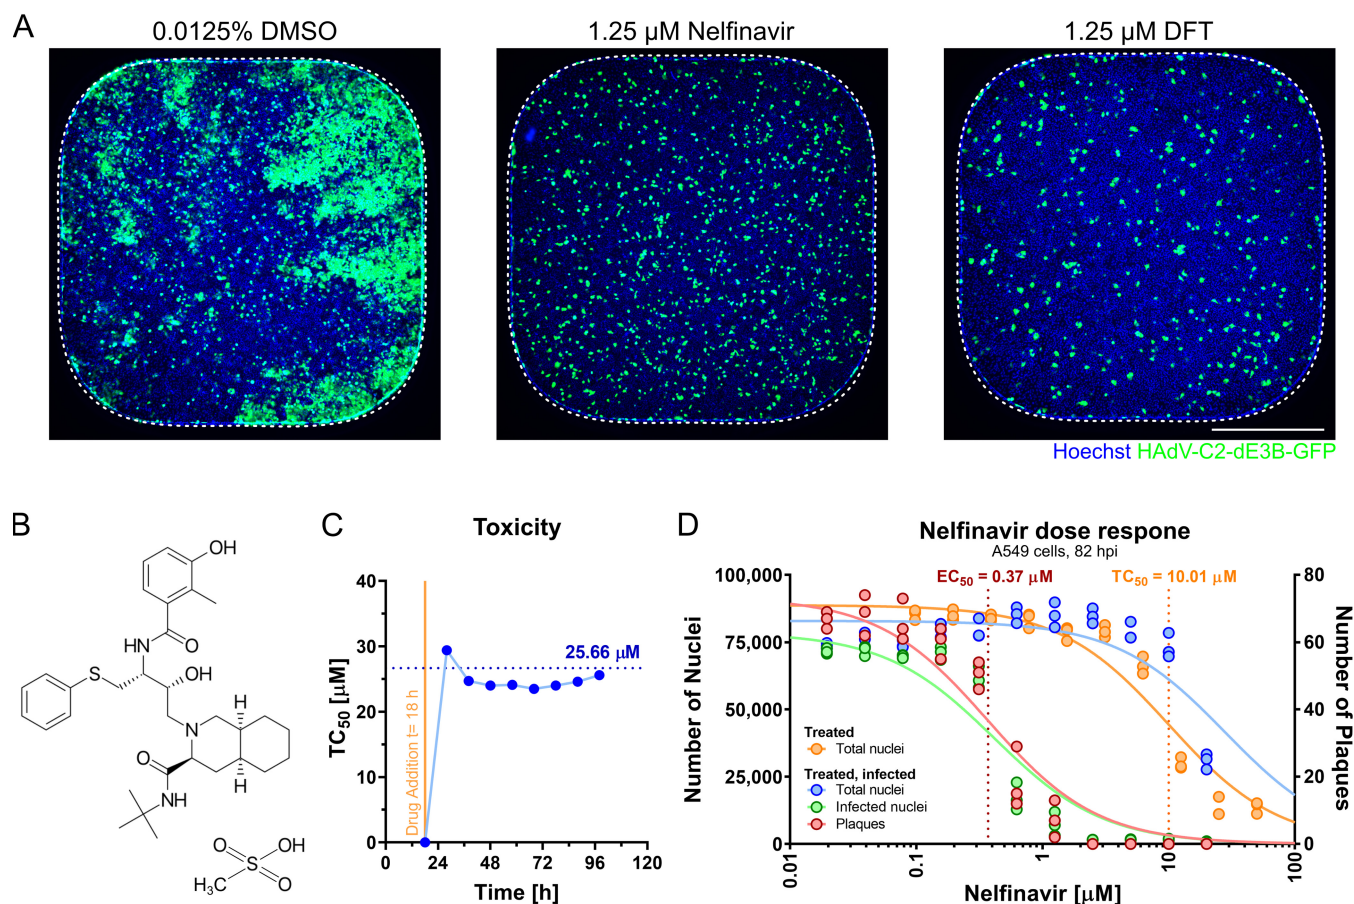 A
0.0125% DMSO
1.25 µM Nelfinavir
1.25 µM DFT
Hoechst HAdV-C2-dE3B-GFP
B
OH
O
HN
S
OH
H
N
H
O
NH
O
OH
S
H3C
O
C
Toxicity
TC50 [µM]
40
30
20
10
0
25.66 µM
Drug Addition t= 18 h
0 24 48 72 96 120
Time [h]
D
Nelfinavir dose respone
A549 cells, 82 hpi
EC50 = 0.37 µM
TC50 = 10.01 µM
Number of Nuclei
100,000
75,000
50,000
25,000
0
Treated
Total nuclei
Treated, infected
Total nuclei
Infected nuclei
Plaques
80
60
40
20
0
Number of Plaques
0.01 0.1 1 10 100
Nelfinavir [µM]